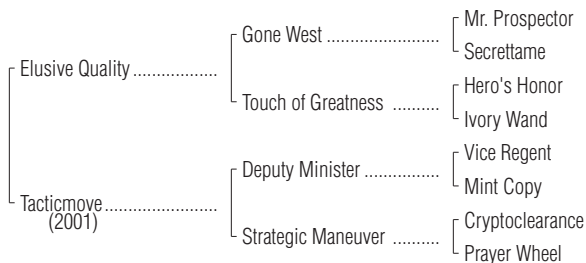 Mr. Prospector
Gone West ........................
Secrettame
Elusive Quality ..................
Hero's Honor
Touch of Greatness ..........
Ivory Wand
Vice Regent
Deputy Minister ................
Mint Copy
Tacticmove........................
(2001)
Cryptoclearance
Strategic Maneuver ..........
Prayer Wheel